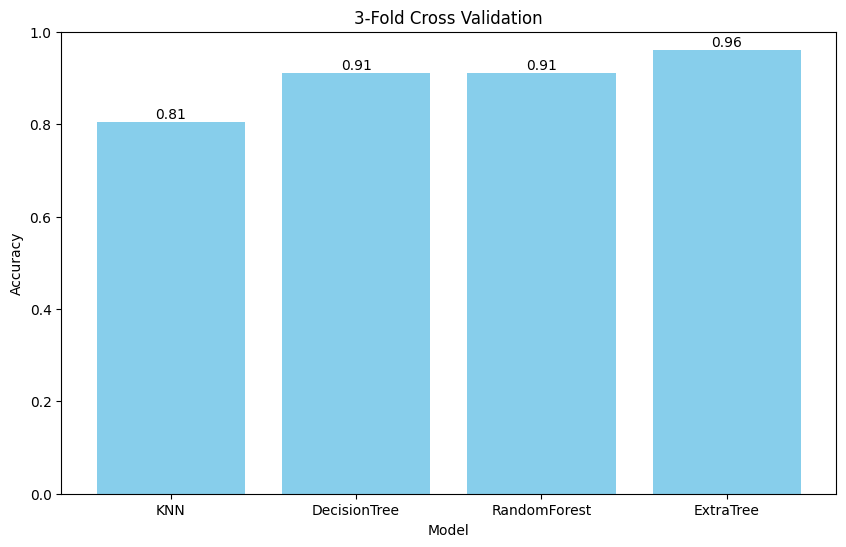 3-Fold Cross Validation
1.0
0.8
0.6
0.4
0.2
0.0
Accuracy
0.81
0.91
0.91
0.96
KNN
DecisionTree
RandomForest
ExtraTree
Model